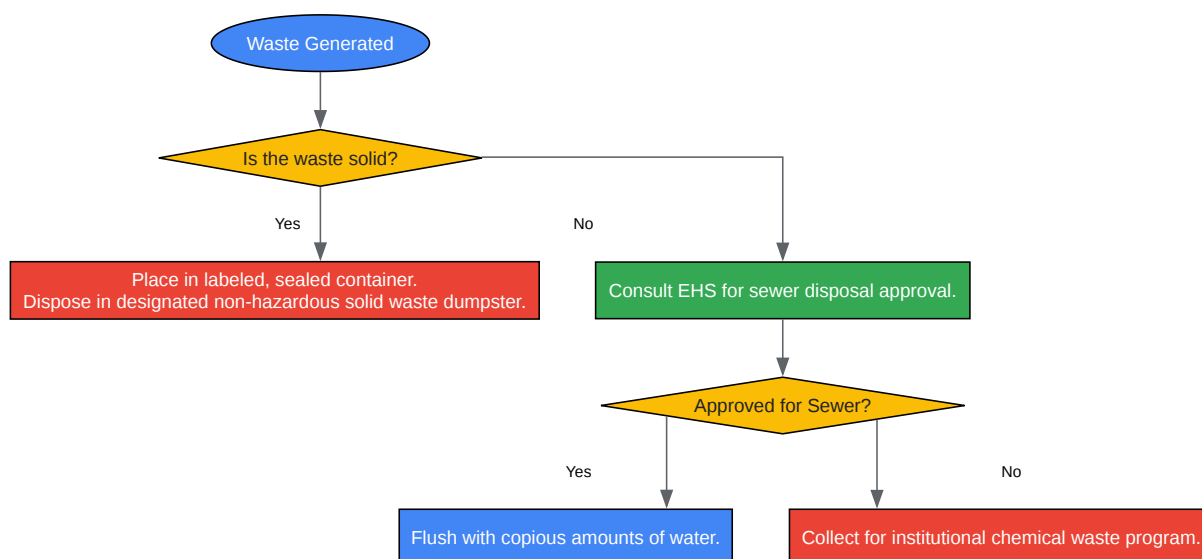 Waste Generated
Is the waste solid?
Yes
No
Place in labeled, sealed container.
Dispose in designated non-hazardous solid waste dumpster.
Consult EHS for sewer disposal approval.
Approved for Sewer?
Yes
No
Flush with copious amounts of water.
Collect for institutional chemical waste program.